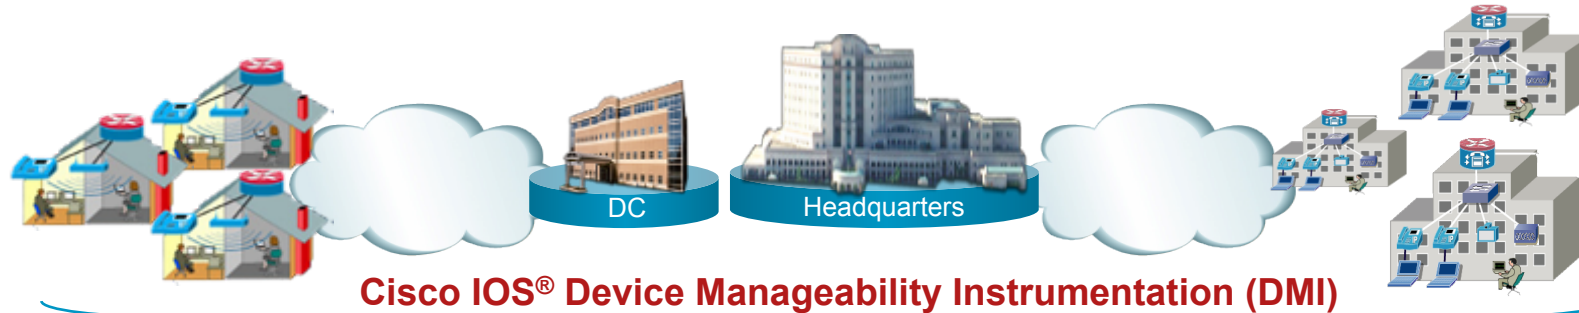 DC
Headquarters
Cisco IOS® Device Manageability Instrumentation (DMI)